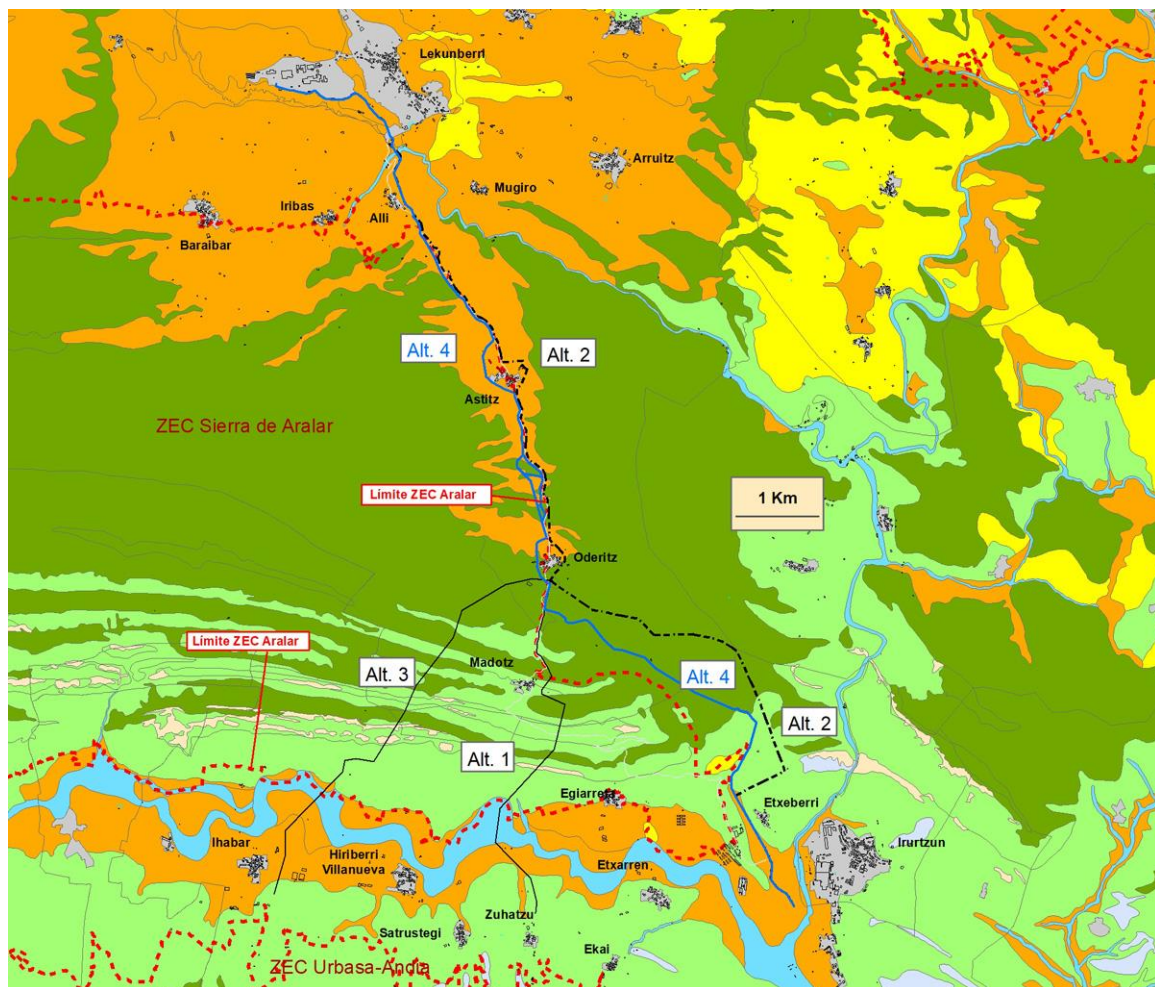 Lekunberri
Arruitz
Mugiro
Iribas
Alli
Baraibar
Alt. 4
Alt. 2
Astitz
ZEC Sierra de Aralar
Límite ZEC Aralar
1 Km
Oderitz
Límite ZEC Aralar
Madotz
Alt. 3
Alt. 4
Alt. 2
Alt. 1
Egiarreta
Etxeberri
Irurtzun
Ihabar
Hiriberri
Villanueva
Etxarren
Zuhatzu
Satrustegi
Ekai
ZEC Urbasa-Andia